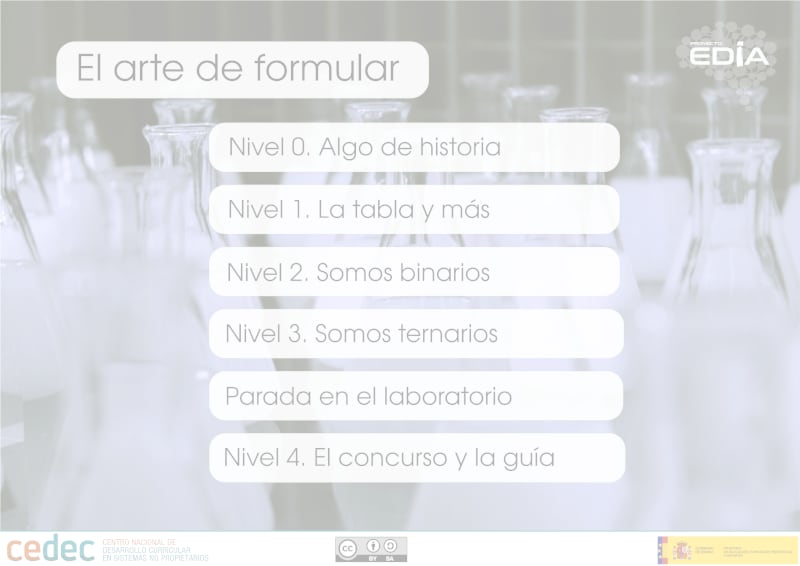 El arte de formular
PROYECTO
EDIA
Nivel 0. Algo de historia
Nivel 1. La tabla y más
Nivel 2. Somos binarios
Nivel 3. Somos ternarios
Parada en el laboratorio
Nivel 4. El concurso y la guía
cedec
CENTRO NACIONAL DE
DESARROLLO CURRICULAR
EN SISTEMAS NO PROPIETARIOS
CC
BY SA